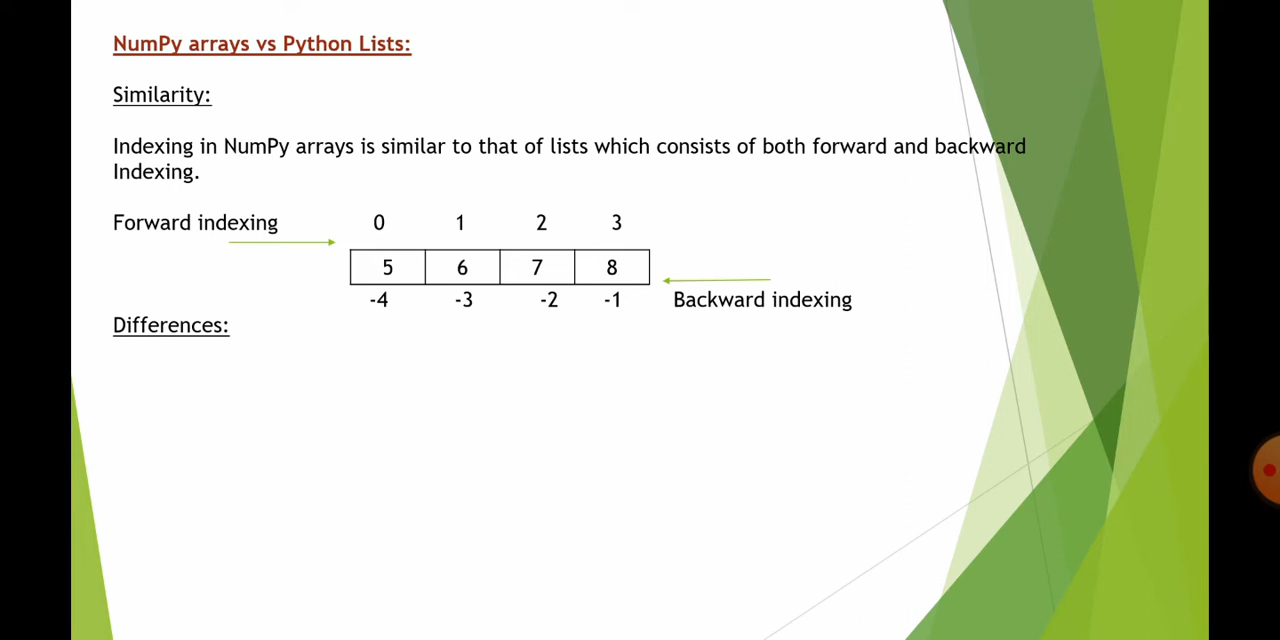 NumPy arrays vs Python Lists:
Similarity:
Indexing in NumPy arrays is similar to that of lists which consists of both forward and backward
Indexing.
Forward indexing 0 1 2 3
5 6 7 8
-4 -3 -2 -1 Backward indexing
Differences: